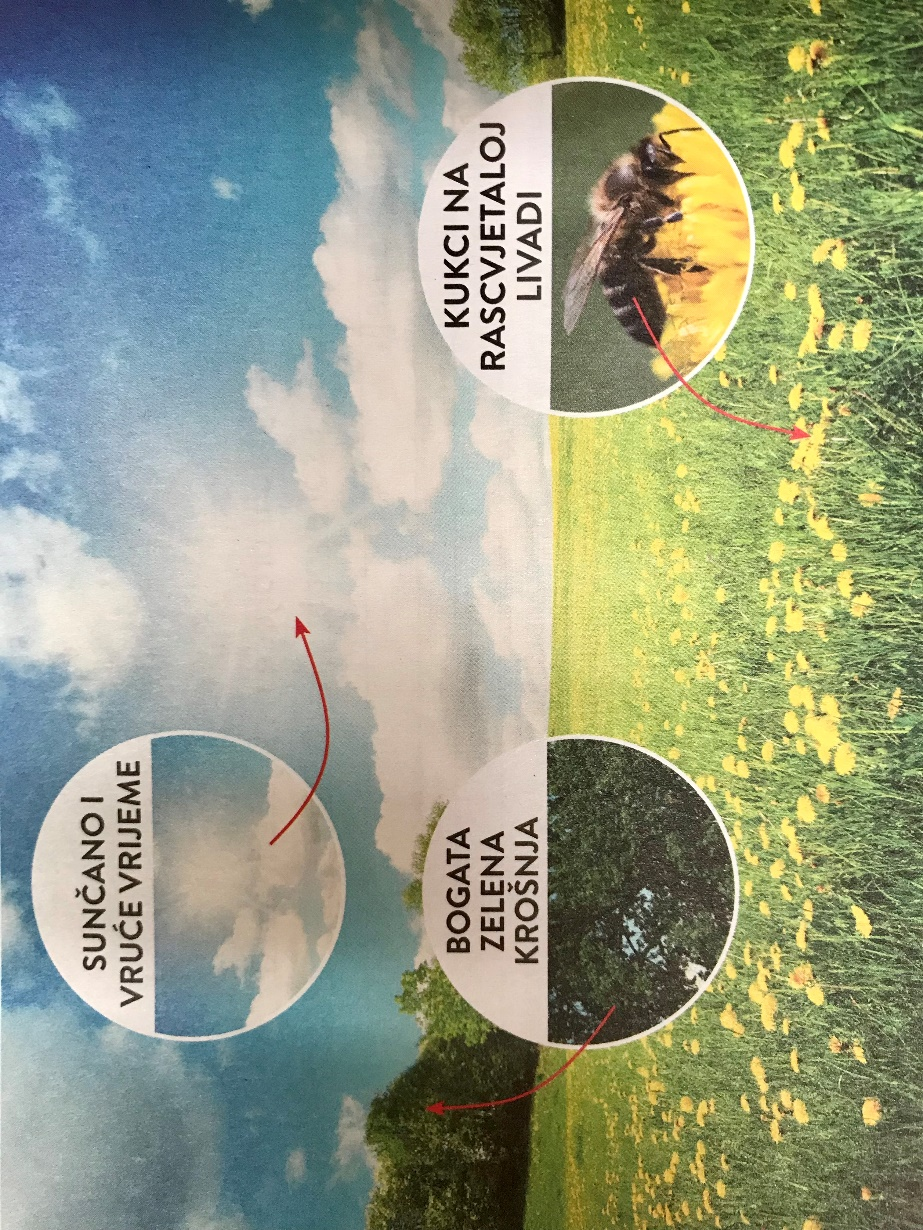 SUNČANO I
VRUĆE VRIJEME
BOGATA
ZELENA
KROŠNJA
KUKCI NA
RASCVJETALOJ
LIVADI